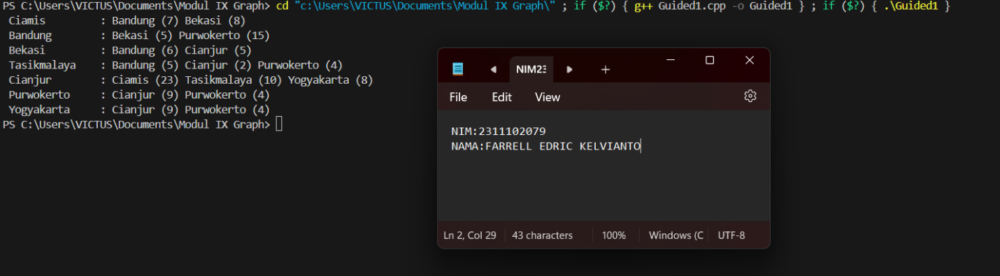 PS C:\Users\VICTUS\Documents\Modul IX Graph> cd "c:\Users\VICTUS\Documents\Modul IX Graph\" ; if ($?) { g++ Guided1.cpp -o Guided1 } ; if ($?) { .\Guided1 }
Ciamis : Bandung (7) Bekasi (8)
Bandung : Bekasi (5) Purwokerto (15)
Bekasi : Bandung (6) Cianjur (5)
Tasikmalaya : Bandung (5) Cianjur (2) Purwokerto (4)
Cianjur : Ciamis (23) Tasikmalaya (10) Yogyakarta (8)
Purwokerto : Cianjur (9) Purwokerto (4)
Yogyakarta : Cianjur (9) Purwokerto (4)
PS C:\Users\VICTUS\Documents\Modul IX Graph>
NIM23
File Edit View
NIM:2311102079
NAMA:FARRELL EDRIC KELVIANTO
Ln 2, Col 29 43 characters 100% Windows (C UTF-8